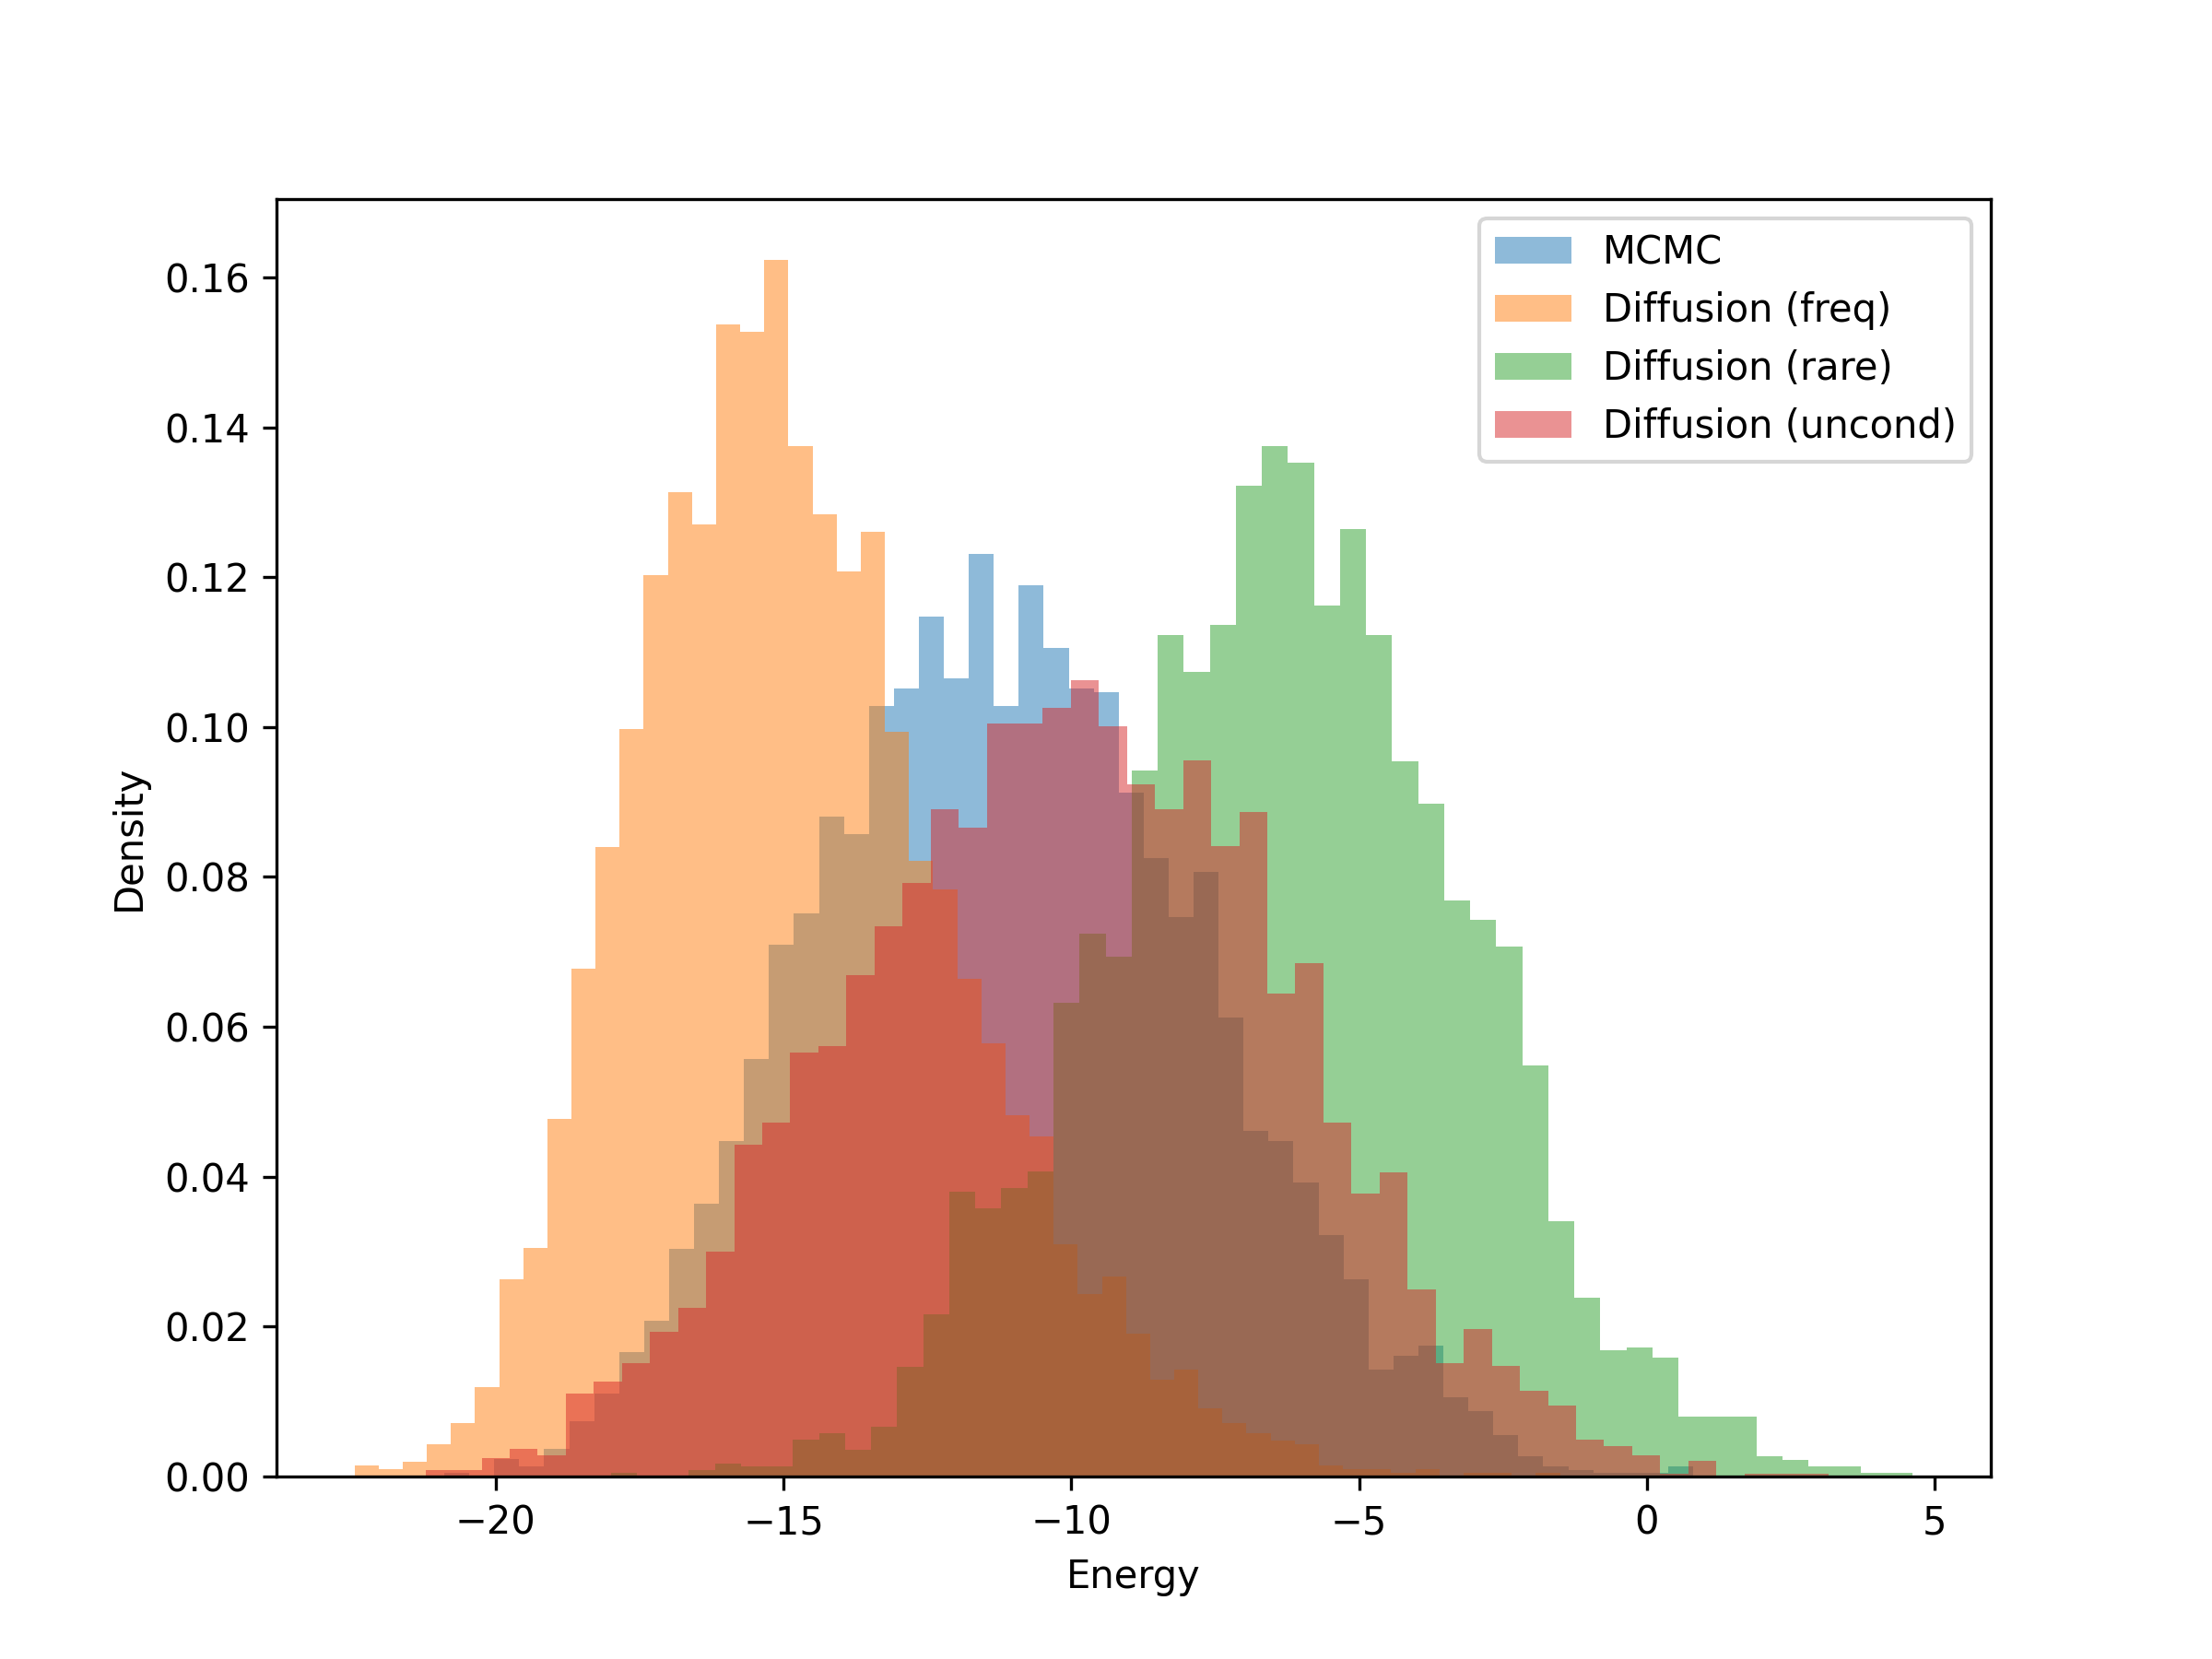 MCMC
Diffusion (freq)
Diffusion (rare)
Diffusion (uncond)
0.16
0.14
0.12
0.10
0.08
0.06
0.04
0.02
0.00
Density
−20 −15 −10 −5 0 5
Energy